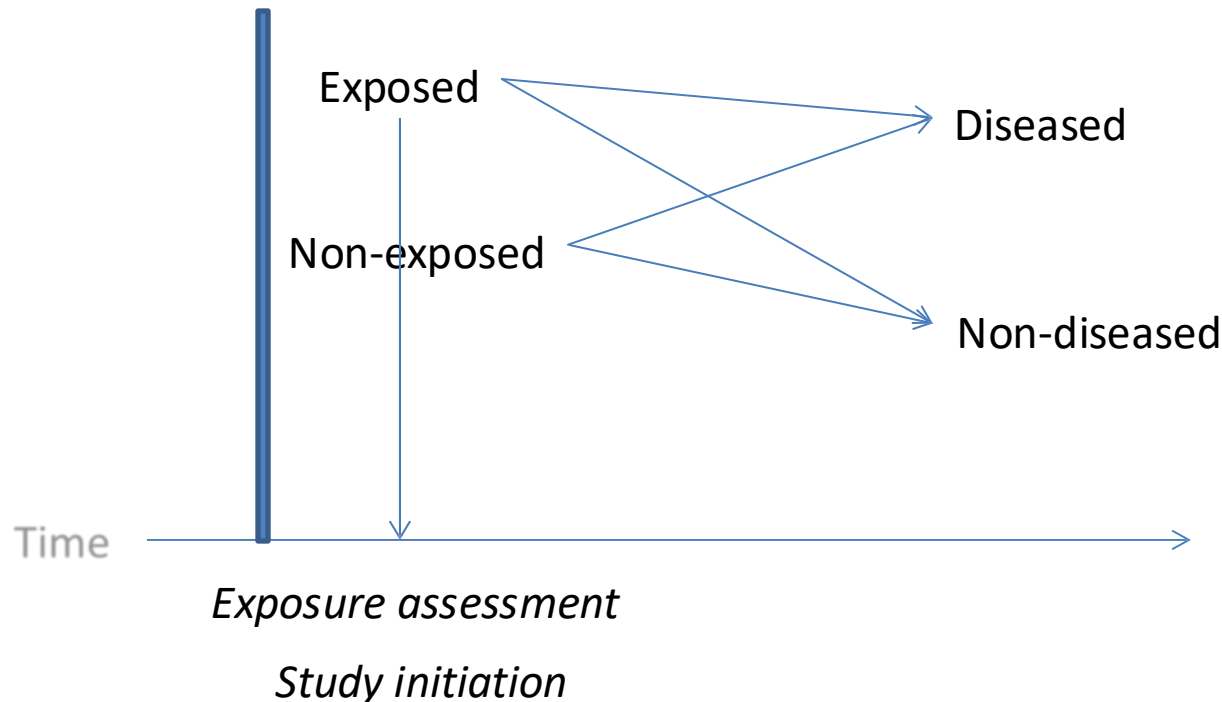 Exposed
Diseased
Non-exposed
Non-diseased
Time
Exposure assessment
Study initiation